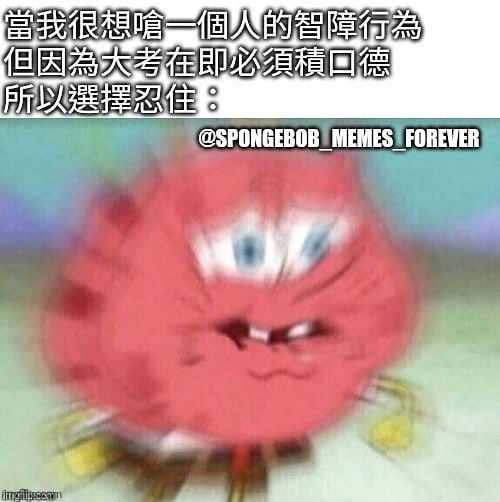 當我很想嗆一個人的智障行為
但因為大考在即必須積口德
所以選擇忍住：
@SPONGEBOB_MEMES_FOREVER
imgflip.com